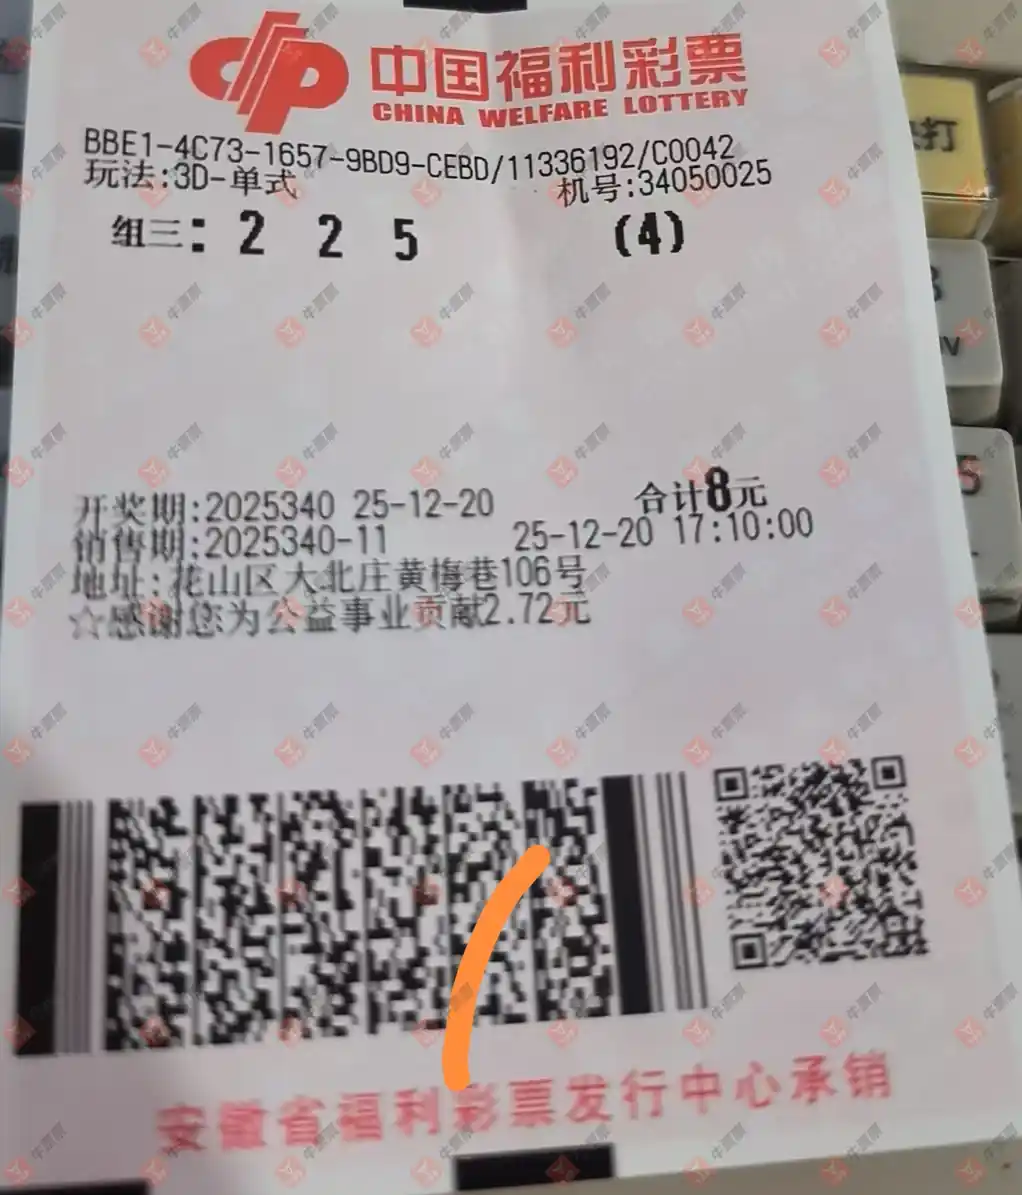 中国福利彩票
CHINA WELFARE LOTTERY
BBE1-4C73-1657-9BD9-CEBD/11336192/C0042
玩法:3D-单式 机号:34050025
组三: 2 2 5 (4)
开奖期:2025340 25-12-20 合计8元
销售期:2025340-11 25-12-20 17:10:00
地址:花山区大北庄黄梅巷106号
☆感谢您为公益事业贡献2.72元
安徽省福利彩票发行中心承销
打
5